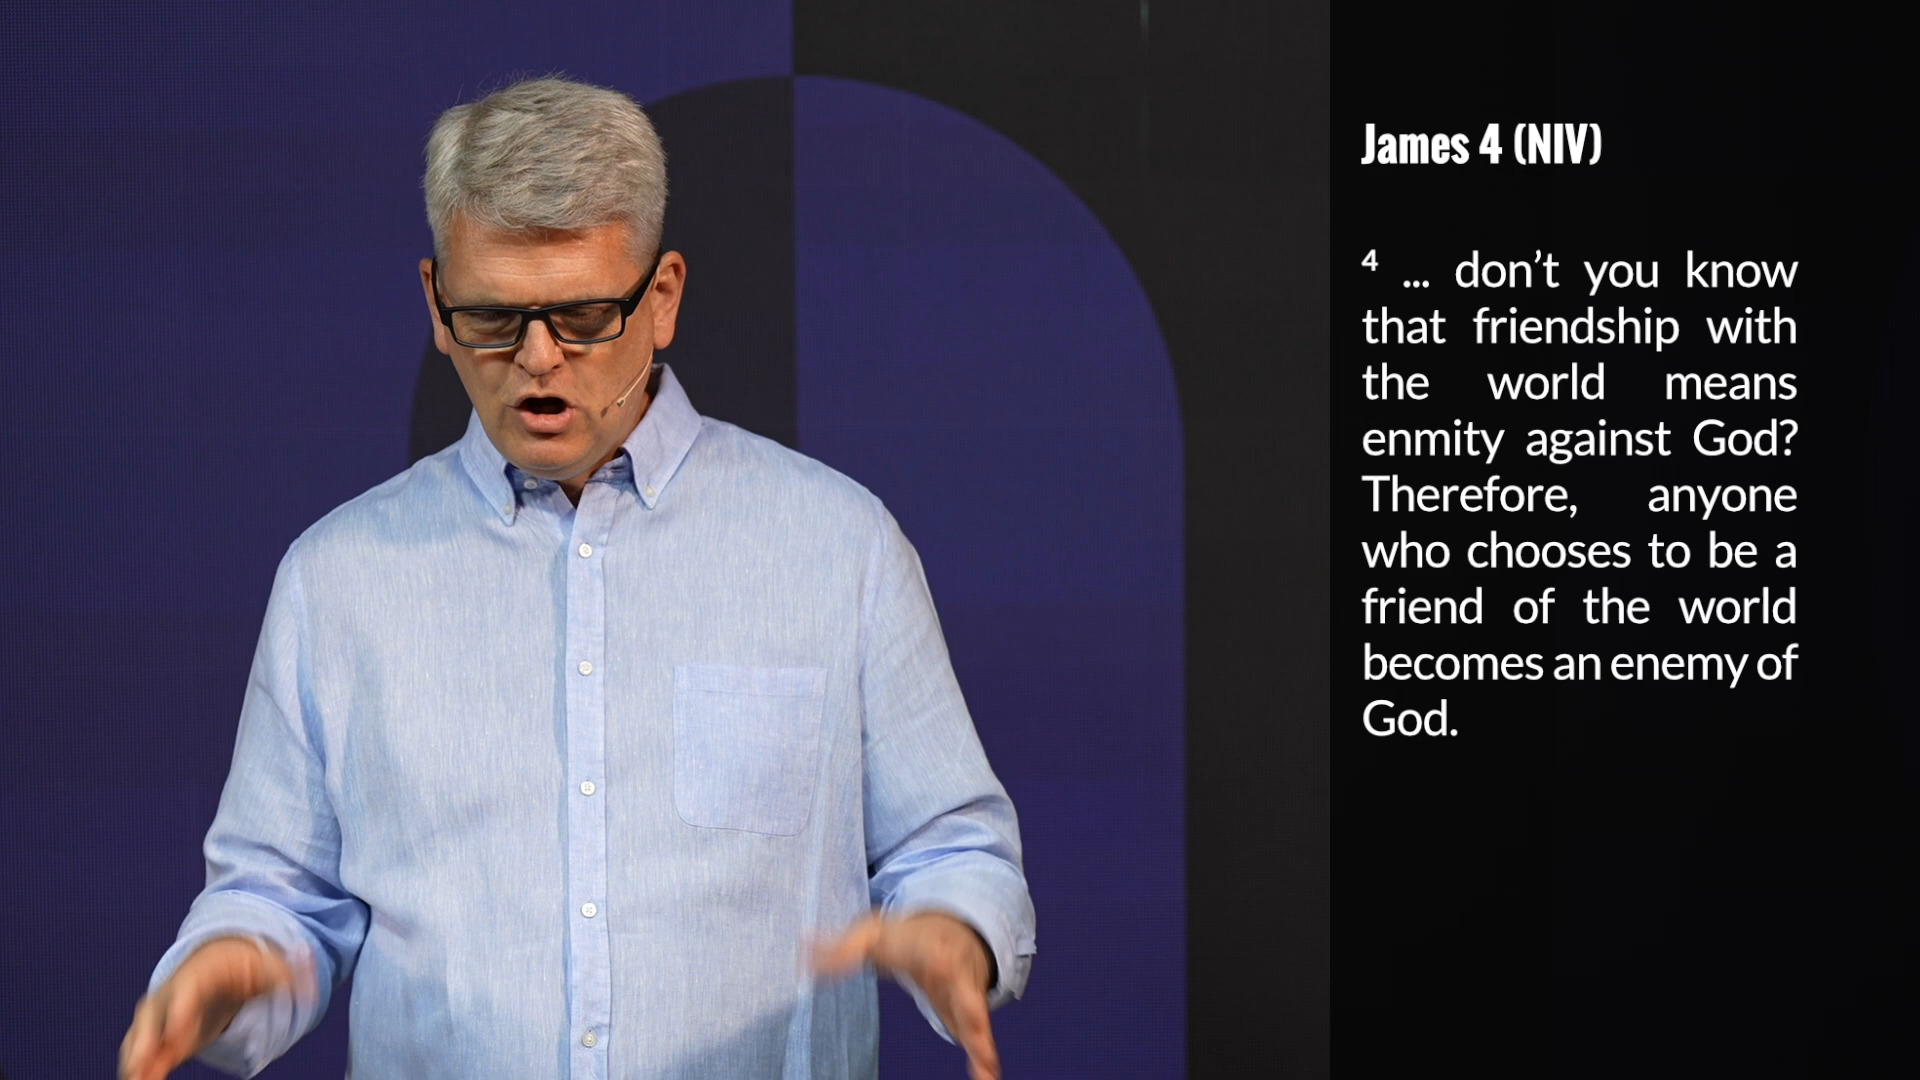 James 4 (NIV)
⁴ ... don’t you know
that friendship with
the world means
enmity against God?
Therefore, anyone
who chooses to be a
friend of the world
becomes an enemy of
God.